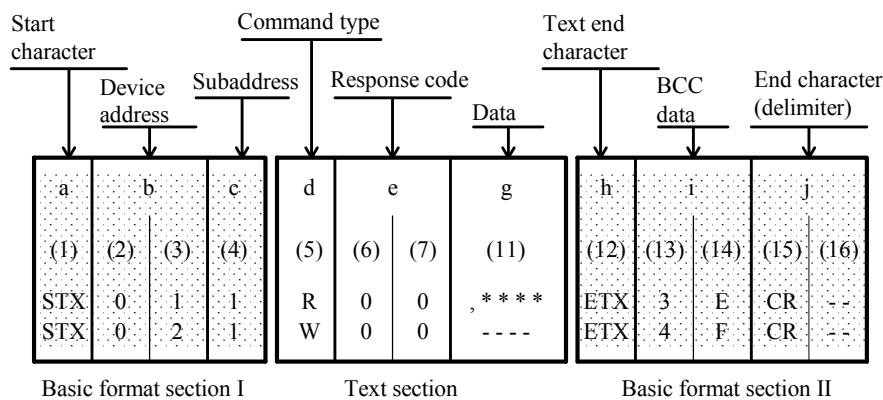 Start character
Device address
Subaddress
Command type
Response code
Data
Text end character
BCC data
End character (delimiter)
a b c d e g h i j
(1) (2) (3) (4) (5) (6) (7) (11) (12) (13) (14) (15) (16)
STX 0 1 1 R 0 0 , * * * * ETX 3 E CR - -
STX 0 2 1 W 0 0 - - - - ETX 4 F CR - -
Basic format section I Text section Basic format section II